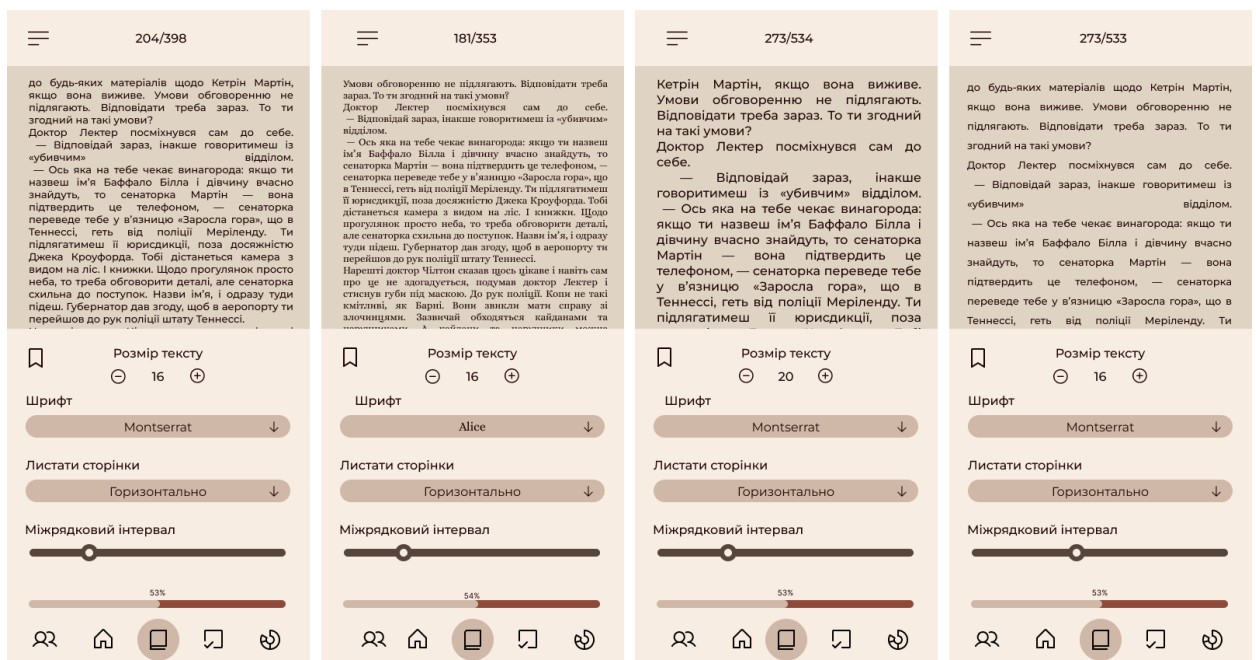 204/398
до будь-яких матеріалів щодо Кетрін Мартін,
якщо вона виживе. Умови обговоренню не
підлягають. Відповідати треба зараз. То ти
згодний на такі умови?
Доктор Лектер посміхнувся сам до себе.
— Відповідай зараз, інакше говоритимеш із
«убивчим» відділом.
— Ось яка на тебе чекає винагорода: якщо ти
назвеш ім’я Баффало Білла і дівчину вчасно
знайдуть, то сенаторка Мартін — вона
підтвердить це телефоном, — сенаторка
переведе тебе у в’язницю «Заросла гора», що в
Теннессі, геть від поліції Меріленду. Ти
підлягатимеш її юрисдикції, поза досяжністю
Джека Кроуфорда. Тобі дістанеться камера з
видом на ліс. І книжки. Щодо прогулянок просто
неба, то треба обговорити деталі, але сенаторка
схильна до поступок. Назви ім’я, і одразу туди
підеш. Губернатор дав згоду, щоб в аеропорту ти
перейшов до рук поліції штату Теннессі.
Розмір тексту
16
Шрифт
Montserrat
Листати сторінки
Горизонтально
Міжрядковий інтервал
53%
181/353
Умови обговоренню не підлягають. Відповідати треба
зараз. То ти згодний на такі умови?
Доктор Лектер посміхнувся сам до себе.
— Відповідай зараз, інакше говоритимеш із «убивчим»
відділом.
— Ось яка на тебе чекає винагорода: якщо ти назвеш
ім’я Баффало Білла і дівчину вчасно знайдуть, то
сенаторка Мартін — вона підтвердить це телефоном, —
сенаторка переведе тебе у в’язницю «Заросла гора», що
в Теннессі, геть від поліції Меріленду. Ти підлягатимеш
її юрисдикції, поза досяжністю Джека Кроуфорда. Тобі
дістанеться камера з видом на ліс. І книжки. Щодо
прогулянок просто неба, то треба обговорити деталі,
але сенаторка схильна до поступок. Назви ім’я, і одразу
туди підеш. Губернатор дав згоду, щоб в аеропорту ти
перейшов до рук поліції штату Теннессі.
Нарешті доктор Чілтон сказав щось цікаве і навіть сам
про це не здогадується, подумав доктор Лектер і
стиснув губи під маскою. До рук поліції. Копи не такі
кмітливі, як Барні. Вони звикли мати справу зі
злочинцями. Зазвичай обходяться кайданами та
Розмір тексту
16
Шрифт
Alice
Листати сторінки
Горизонтально
Міжрядковий інтервал
54%
273/534
Кетрін Мартін, якщо вона виживе.
Умови обговоренню не підлягають.
Відповідати треба зараз. То ти згодний
на такі умови?
Доктор Лектер посміхнувся сам до
себе.
— Відповідай зараз, інакше
говоритимеш із «убивчим» відділом.
— Ось яка на тебе чекає винагорода:
якщо ти назвеш ім’я Баффало Білла і
дівчину вчасно знайдуть, то сенаторка
Мартін — вона підтвердить це
телефоном, — сенаторка переведе тебе
у в’язницю «Заросла гора», що в
Теннессі, геть від поліції Меріленду. Ти
підлягатимеш її юрисдикції, поза
Розмір тексту
20
Шрифт
Montserrat
Листати сторінки
Горизонтально
Міжрядковий інтервал
53%
273/533
до будь-яких матеріалів щодо Кетрін Мартін,
якщо вона виживе. Умови обговоренню не
підлягають. Відповідати треба зараз. То ти
згодний на такі умови?
Доктор Лектер посміхнувся сам до себе.
— Відповідай зараз, інакше говоритимеш із
«убивчим» відділом.
— Ось яка на тебе чекає винагорода: якщо ти
назвеш ім’я Баффало Білла і дівчину вчасно
знайдуть, то сенаторка Мартін — вона
підтвердить це телефоном, — сенаторка
переведе тебе у в’язницю «Заросла гора», що в
Теннессі, геть від поліції Меріленду. Ти
Розмір тексту
16
Шрифт
Montserrat
Листати сторінки
Горизонтально
Міжрядковий інтервал
53%